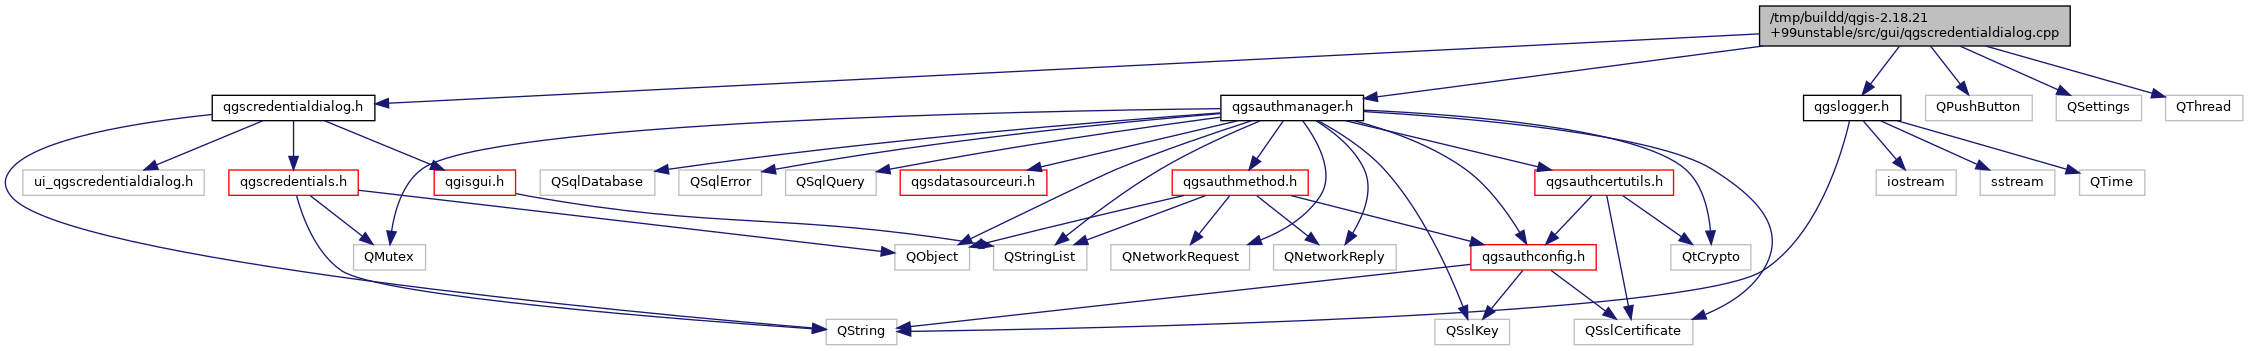 /tmp/buildd/qgis-2.18.21
+99unstable/src/gui/qgscredentialdialog.cpp
qgscredentialdialog.h
qgsauthmanager.h
qgslogger.h
QPushButton
QSettings
QThread
ui_qgscredentialdialog.h
qgscredentials.h
qgisgui.h
QSqlDatabase
QSqlError
QSqlQuery
qgsdatasourceuri.h
qgsauthmethod.h
qgsauthcertutils.h
iostream
sstream
QTime
QMutex
QObject
QStringList
QNetworkRequest
QNetworkReply
qgsauthconfig.h
QtCrypto
QString
QSslKey
QSslCertificate